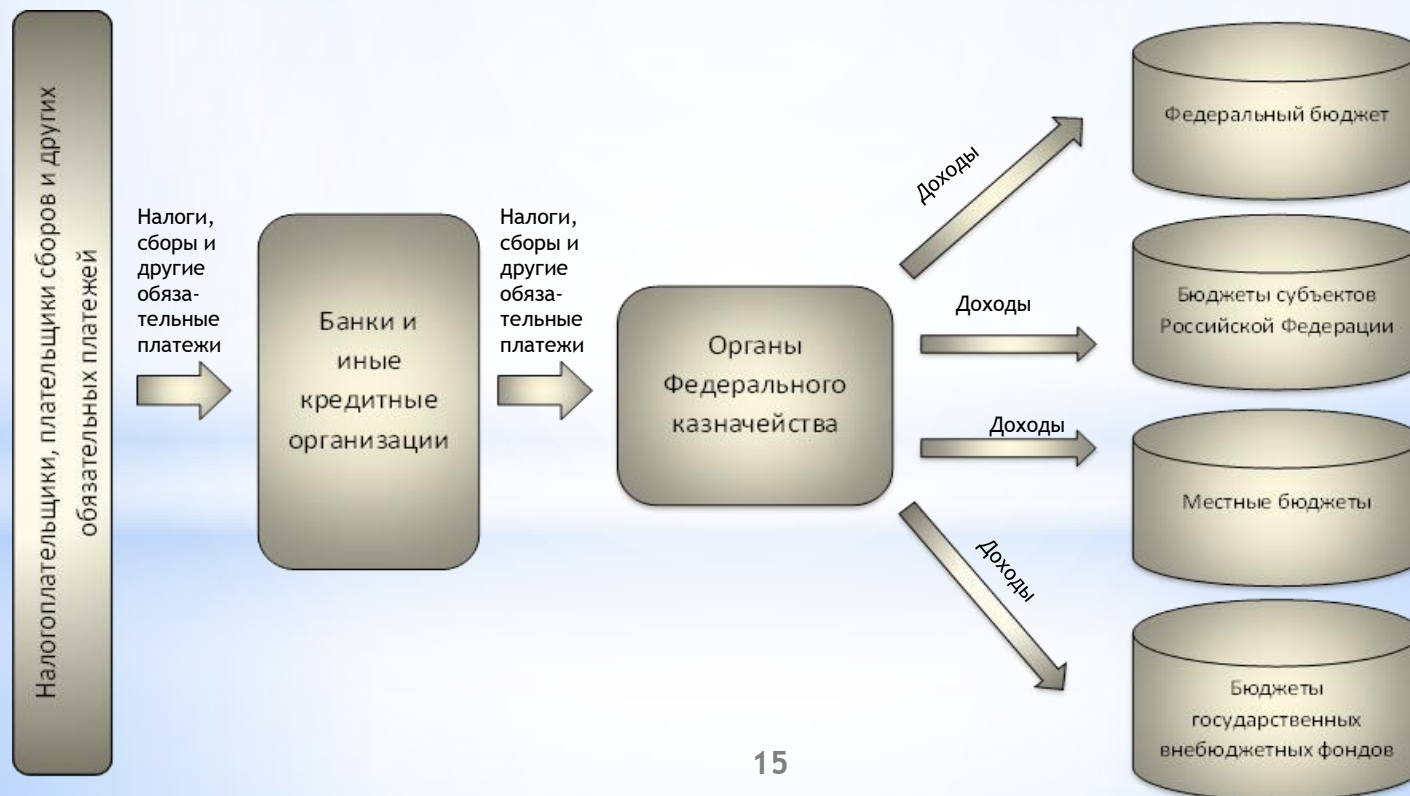 Налогоплательщики, плательщики сборов и других
обязательных платежей
Налоги,
сборы и
другие
обяза-
тельные
платежи
Банки и
иные
кредитные
организации
Налоги,
сборы и
другие
обяза-
тельные
платежи
Органы
Федерального
казначейства
Доходы
Доходы
Доходы
Доходы
Федеральный бюджет
Бюджеты субъектов
Российской Федерации
Местные бюджеты
Бюджеты
государственных
внебюджетных фондов
15